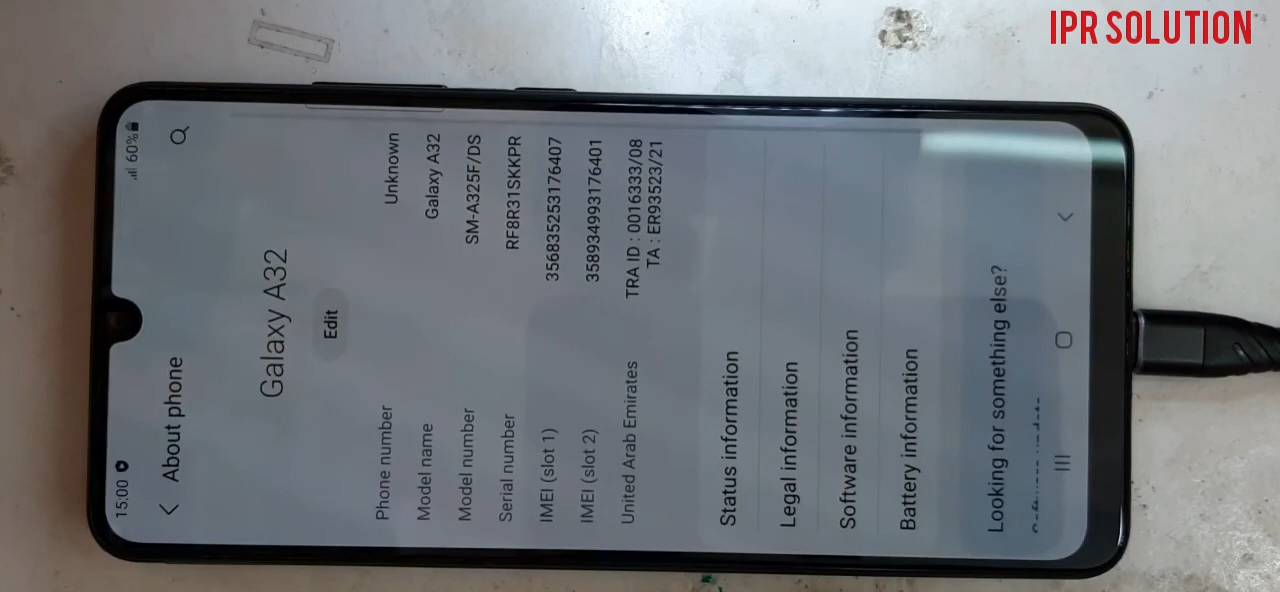 IPR SOLUTION
15:00
60%
About phone
Galaxy A32
Edit
Phone number Unknown
Model name Galaxy A32
Model number SM-A325F/DS
Serial number RF8R31SKKPR
IMEI (slot 1) 356835253176407
IMEI (slot 2) 358934993176401
United Arab Emirates TRA ID : 0016333/08
TA : ER93523/21
Status information
Legal information
Software information
Battery information
Looking for something else?